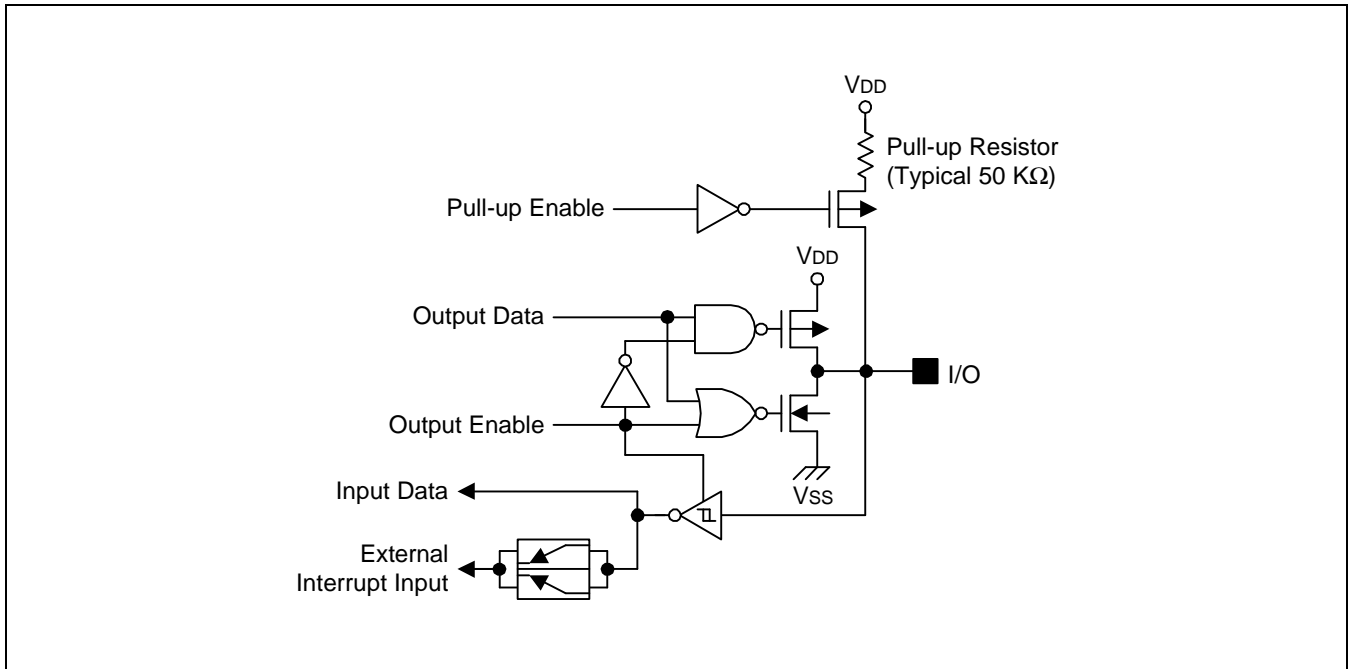 VDD
Pull-up Resistor
(Typical 50 KΩ)
Pull-up Enable
VDD
Output Data
I/O
Output Enable
Input Data
VSS
External
Interrupt Input